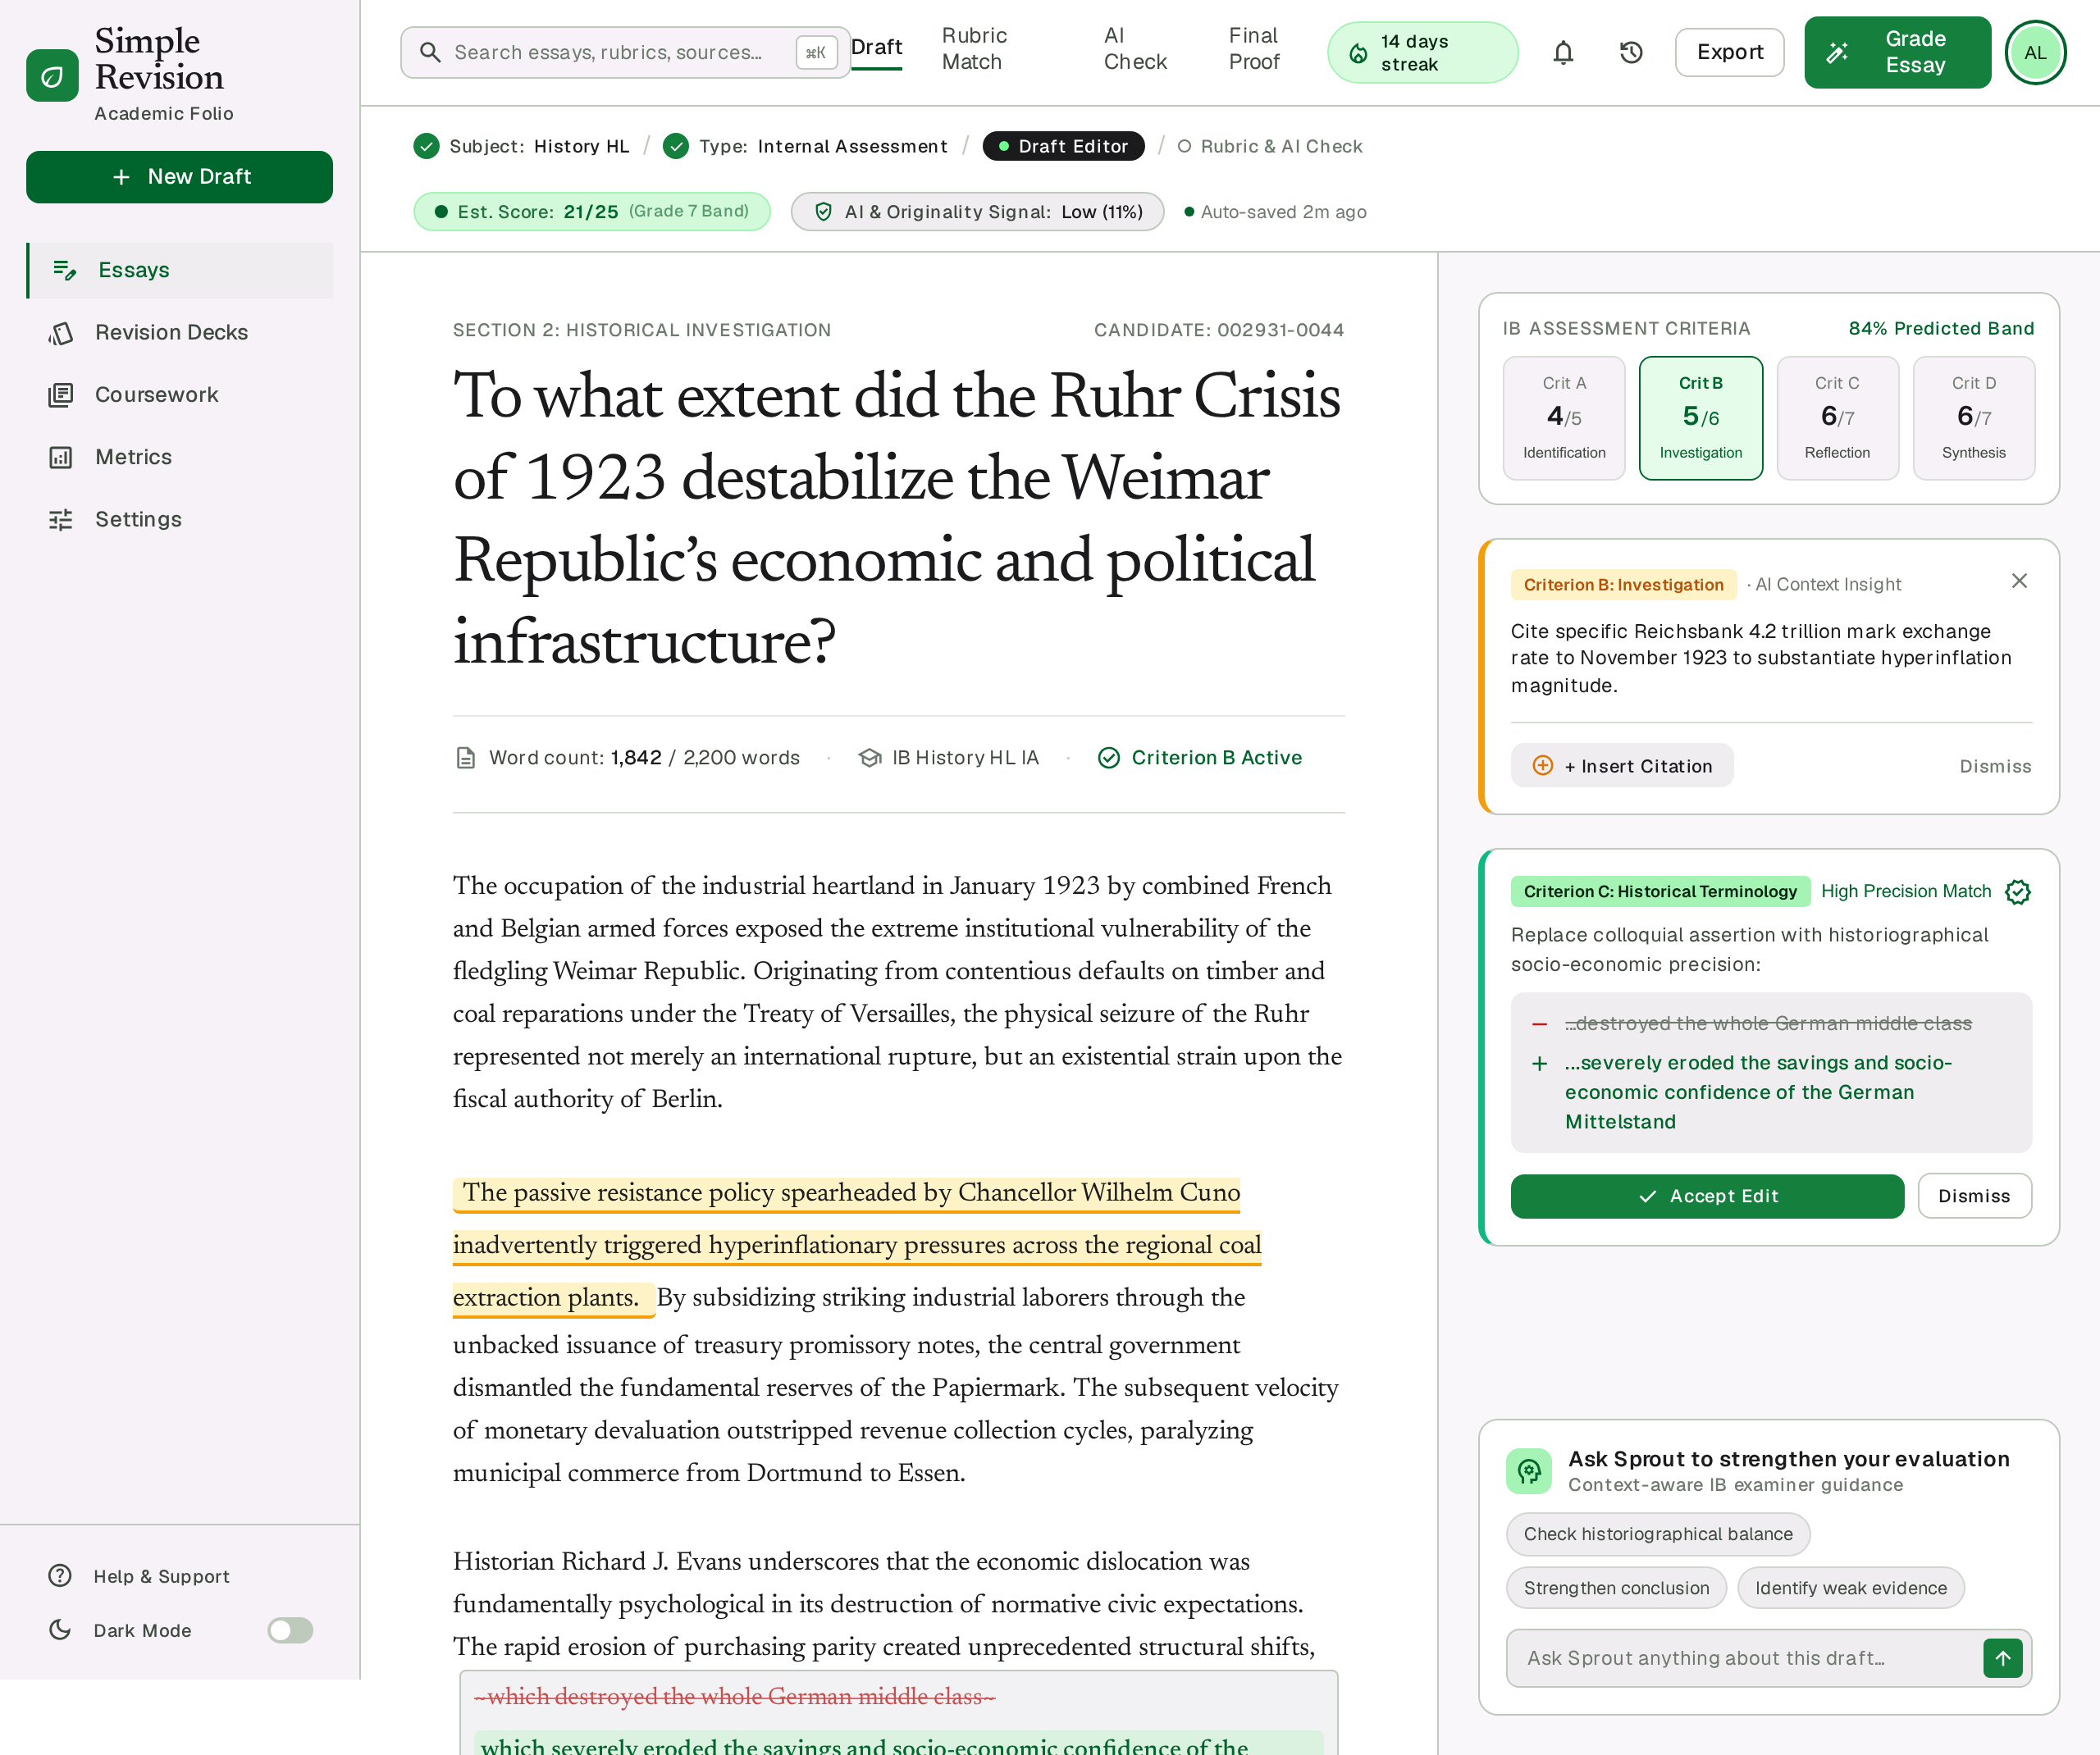 Simple
Revision
Academic Folio
New Draft
Essays
Revision Decks
Coursework
Metrics
Settings
Help & Support
Dark Mode
Search essays, rubrics, sources...
⌘K
Draft
Rubric
Match
AI
Check
Final
Proof
14 days
streak
Export
Grade
Essay
AL
Subject: History HL / Type: Internal Assessment / Draft Editor / Rubric & AI Check
Est. Score: 21/25 (Grade 7 Band)
AI & Originality Signal: Low (11%)
Auto-saved 2m ago
SECTION 2: HISTORICAL INVESTIGATION
CANDIDATE: 002931-0044
To what extent did the Ruhr Crisis
of 1923 destabilize the Weimar
Republic’s economic and political
infrastructure?
Word count: 1,842 / 2,200 words · IB History HL IA · Criterion B Active
The occupation of the industrial heartland in January 1923 by combined French
and Belgian armed forces exposed the extreme institutional vulnerability of the
fledgling Weimar Republic. Originating from contentious defaults on timber and
coal reparations under the Treaty of Versailles, the physical seizure of the Ruhr
represented not merely an international rupture, but an existential strain upon the
fiscal authority of Berlin.
The passive resistance policy spearheaded by Chancellor Wilhelm Cuno
inadvertently triggered hyperinflationary pressures across the regional coal
extraction plants. By subsidizing striking industrial laborers through the
unbacked issuance of treasury promissory notes, the central government
dismantled the fundamental reserves of the Papiermark. The subsequent velocity
of monetary devaluation outstripped revenue collection cycles, paralyzing
municipal commerce from Dortmund to Essen.
Historian Richard J. Evans underscores that the economic dislocation was
fundamentally psychological in its destruction of normative civic expectations.
The rapid erosion of purchasing parity created unprecedented structural shifts,
~which destroyed the whole German middle class~
which severely eroded the savings and socio-economic confidence of the
IB ASSESSMENT CRITERIA
84% Predicted Band
Crit A
4/5
Identification
Crit B
5/6
Investigation
Crit C
6/7
Reflection
Crit D
6/7
Synthesis
Criterion B: Investigation · AI Context Insight
Cite specific Reichsbank 4.2 trillion mark exchange
rate to November 1923 to substantiate hyperinflation
magnitude.
+ Insert Citation
Dismiss
Criterion C: Historical Terminology High Precision Match
Replace colloquial assertion with historiographical
socio-economic precision:
− ...destroyed the whole German middle class
+ ...severely eroded the savings and socio-
economic confidence of the German
Mittelstand
Accept Edit
Dismiss
Ask Sprout to strengthen your evaluation
Context-aware IB examiner guidance
Check historiographical balance
Strengthen conclusion
Identify weak evidence
Ask Sprout anything about this draft...